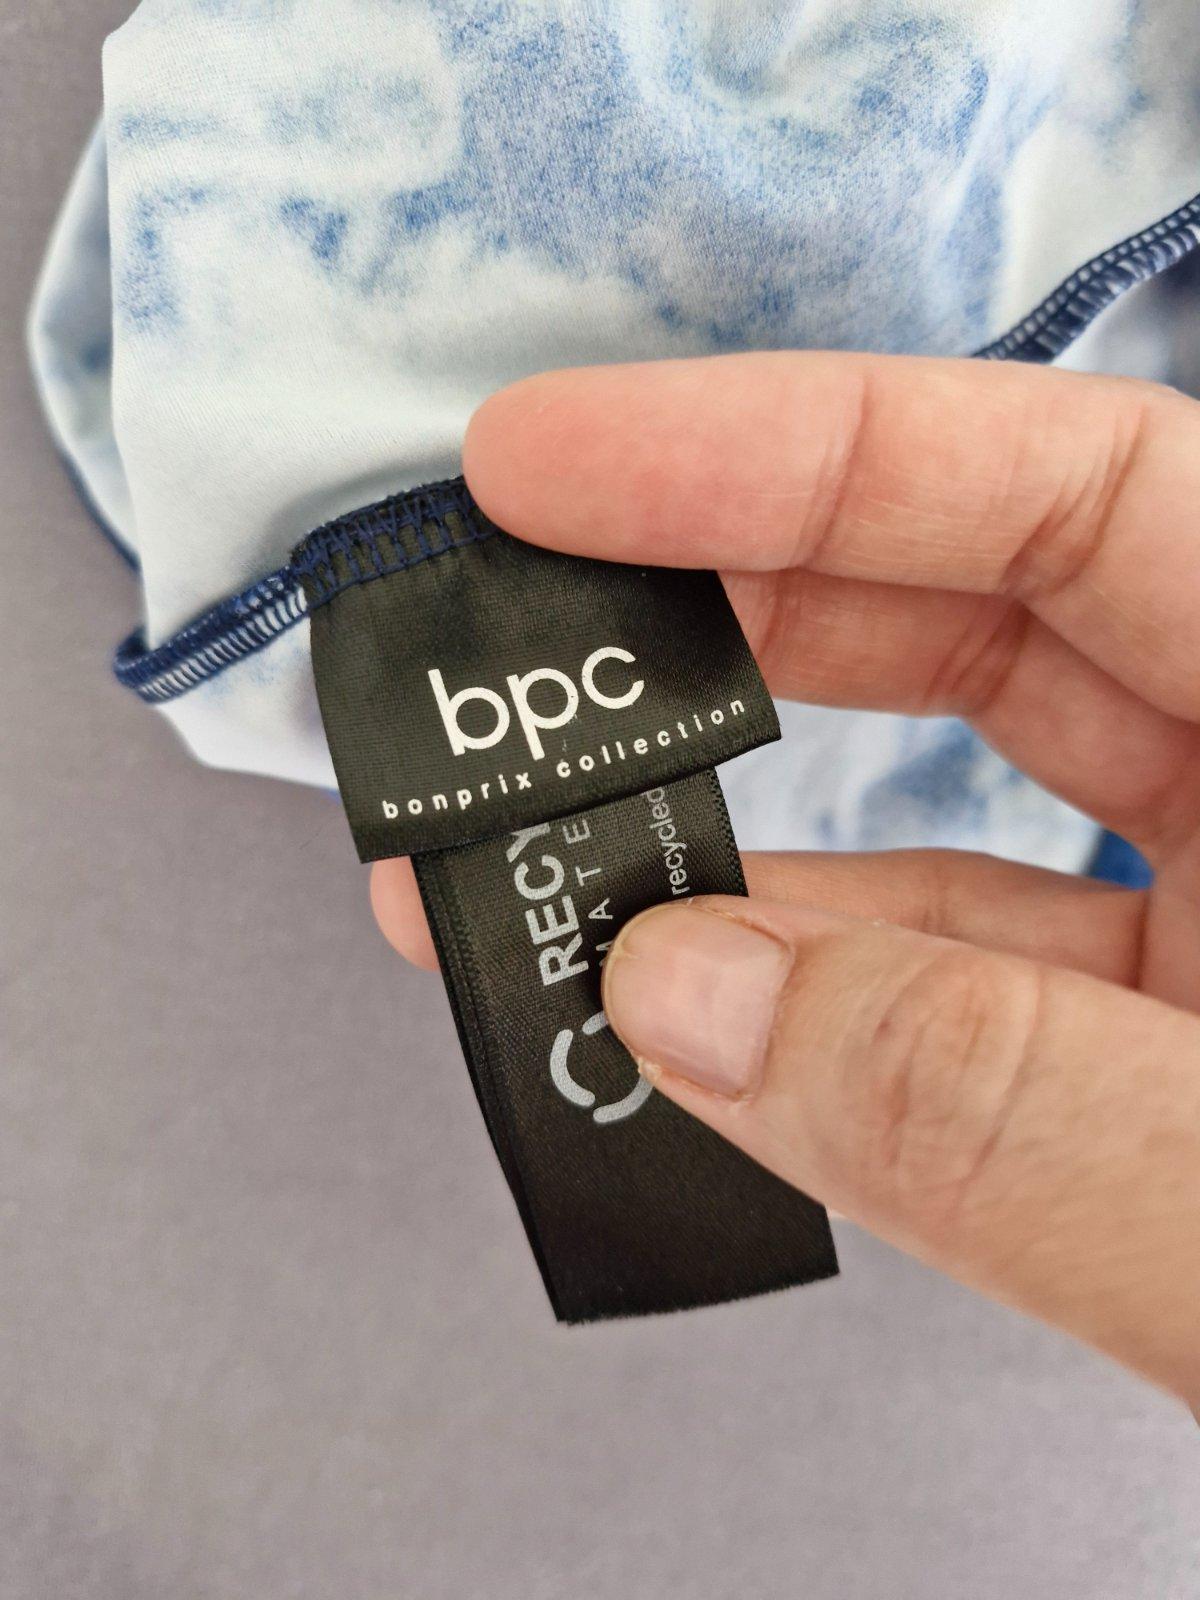 bpc
bonprix collection
RECY
MATE
recycled